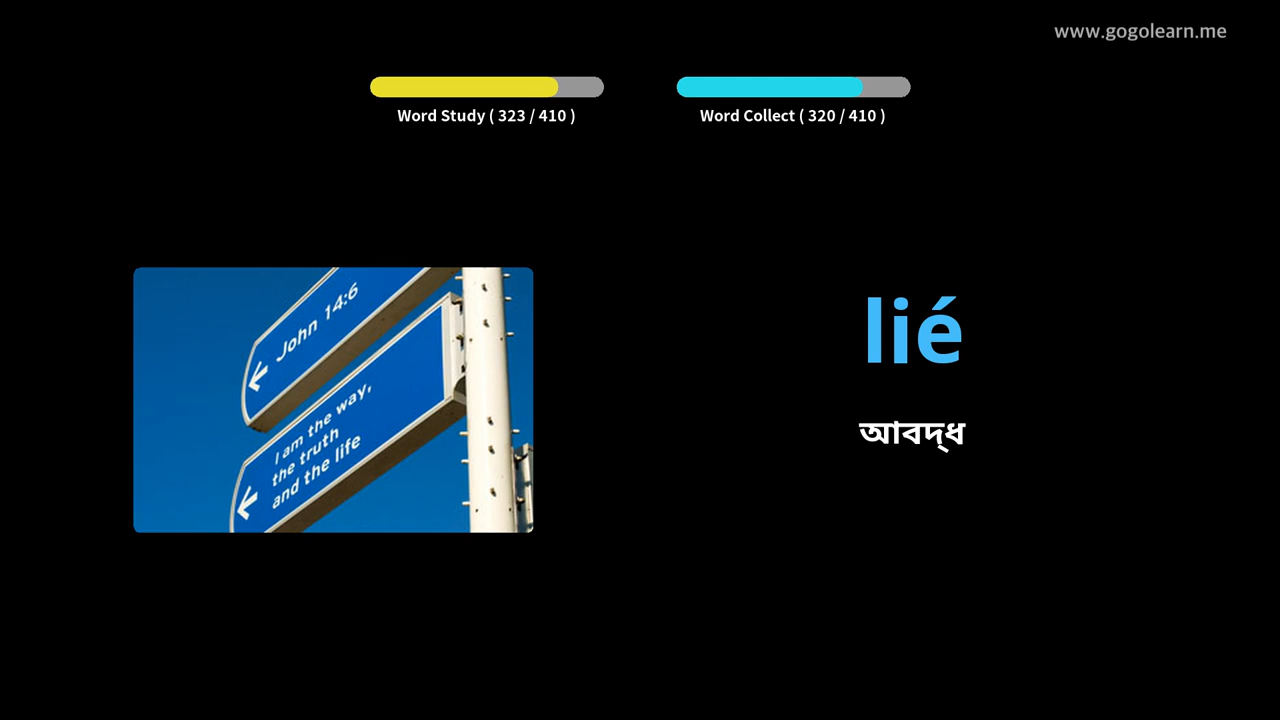 www.gogolearn.me
Word Study ( 323 / 410 )
Word Collect ( 320 / 410 )
John 14:6
I am the way,
the truth
and the life
lié
আবদ্ধ